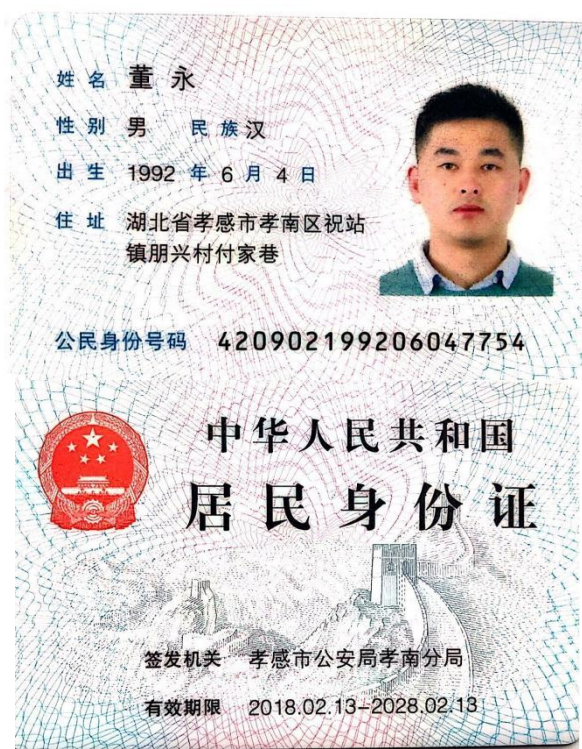 姓名 董永
性别 男 民族 汉
出生 1992 年 6 月 4 日
住址 湖北省孝感市孝南区祝站
镇朋兴村付家巷
公民身份号码 420902199206047754
中华人民共和国
居民身份证
签发机关 孝感市公安局孝南分局
有效期限 2018.02.13-2028.02.13